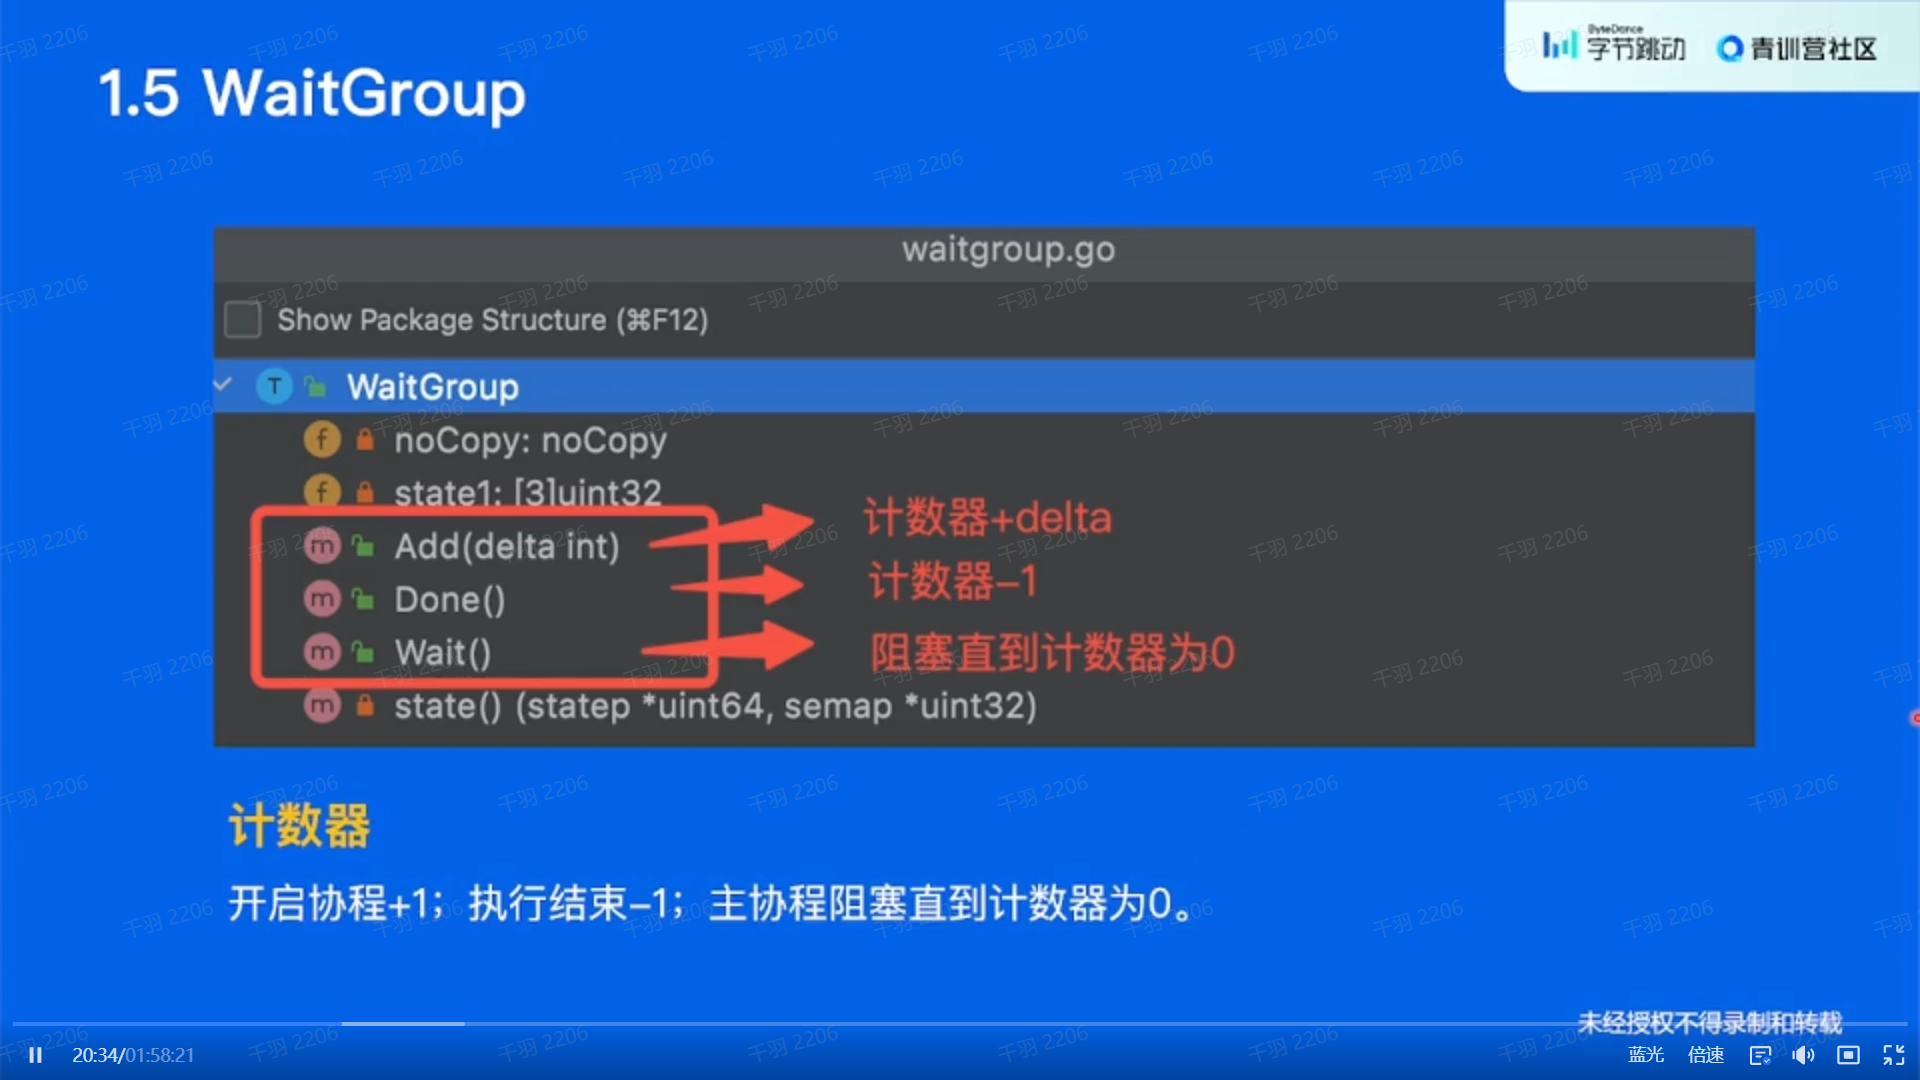 1.5 WaitGroup
ByteDance
字节跳动
青训营社区
waitgroup.go
Show Package Structure (⌘F12)
T WaitGroup
f noCopy: noCopy
f state1: [3]uint32
m Add(delta int)
计数器+delta
m Done()
计数器–1
m Wait()
阻塞直到计数器为0
m state() (statep *uint64, semap *uint32)
计数器
开启协程+1；执行结束–1；主协程阻塞直到计数器为0。
未经授权不得录制和转载
20:34/01:58:21
蓝光
倍速
千羽 2206